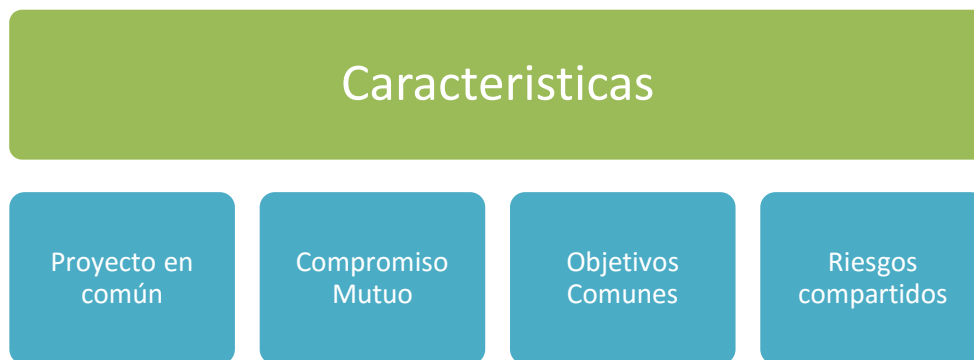 Caracteristicas
Proyecto en
común
Compromiso
Mutuo
Objetivos
Comunes
Riesgos
compartidos